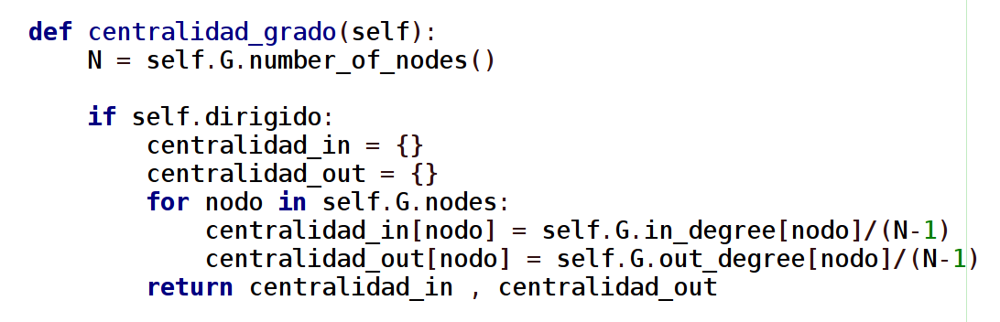 def centralidad_grado(self):
    N = self.G.number_of_nodes()

    if self.dirigido:
        centralidad_in = {}
        centralidad_out = {}
        for nodo in self.G.nodes:
            centralidad_in[nodo] = self.G.in_degree[nodo]/(N-1)
            centralidad_out[nodo] = self.G.out_degree[nodo]/(N-1)
        return centralidad_in , centralidad_out